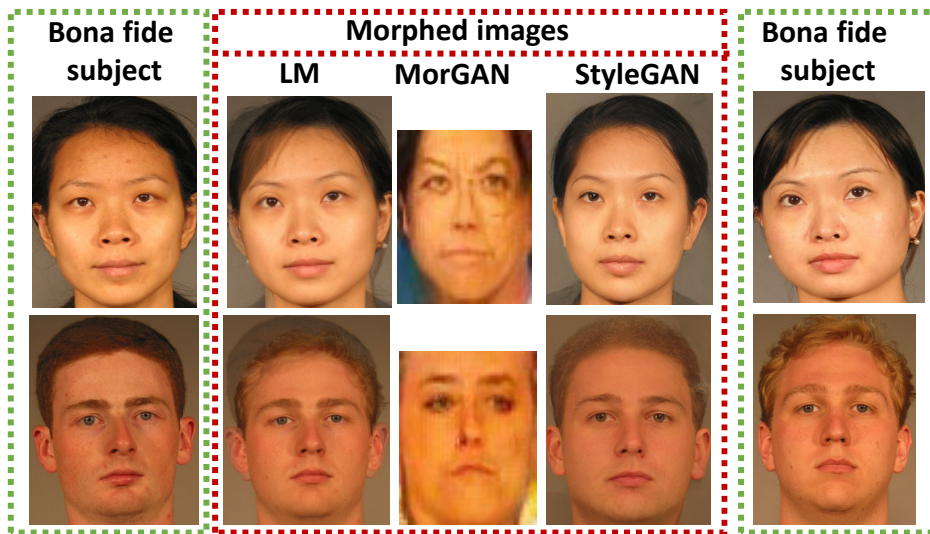 Bona fide
subject
Morphed images
LM
MorGAN
StyleGAN
Bona fide
subject